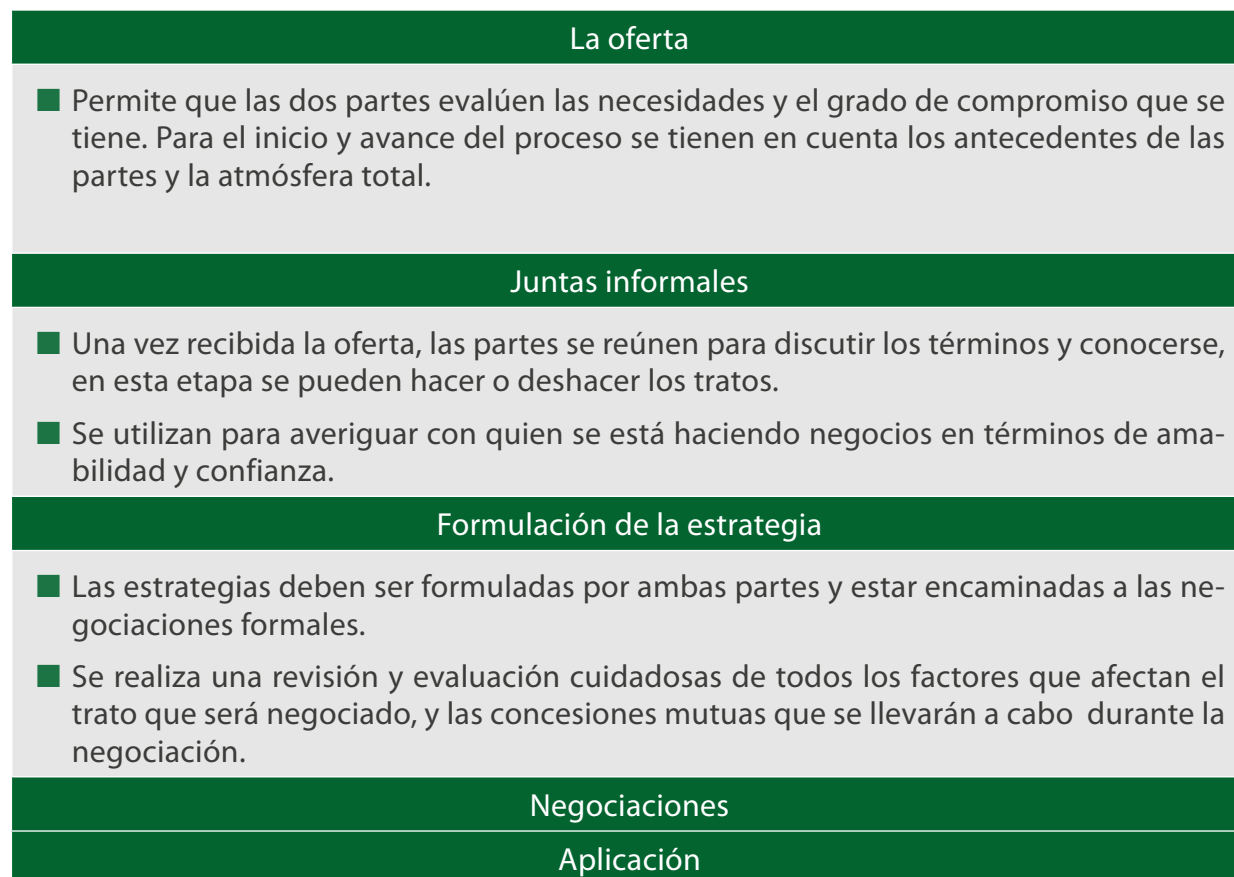 La oferta
■ Permite que las dos partes evalúen las necesidades y el grado de compromiso que se
tiene. Para el inicio y avance del proceso se tienen en cuenta los antecedentes de las
partes y la atmósfera total.
Juntas informales
■ Una vez recibida la oferta, las partes se reúnen para discutir los términos y conocerse,
en esta etapa se pueden hacer o deshacer los tratos.
■ Se utilizan para averiguar con quien se está haciendo negocios en términos de ama-
bilidad y confianza.
Formulación de la estrategia
■ Las estrategias deben ser formuladas por ambas partes y estar encaminadas a las ne-
gociaciones formales.
■ Se realiza una revisión y evaluación cuidadosas de todos los factores que afectan el
trato que será negociado, y las concesiones mutuas que se llevarán a cabo durante la
negociación.
Negociaciones
Aplicación